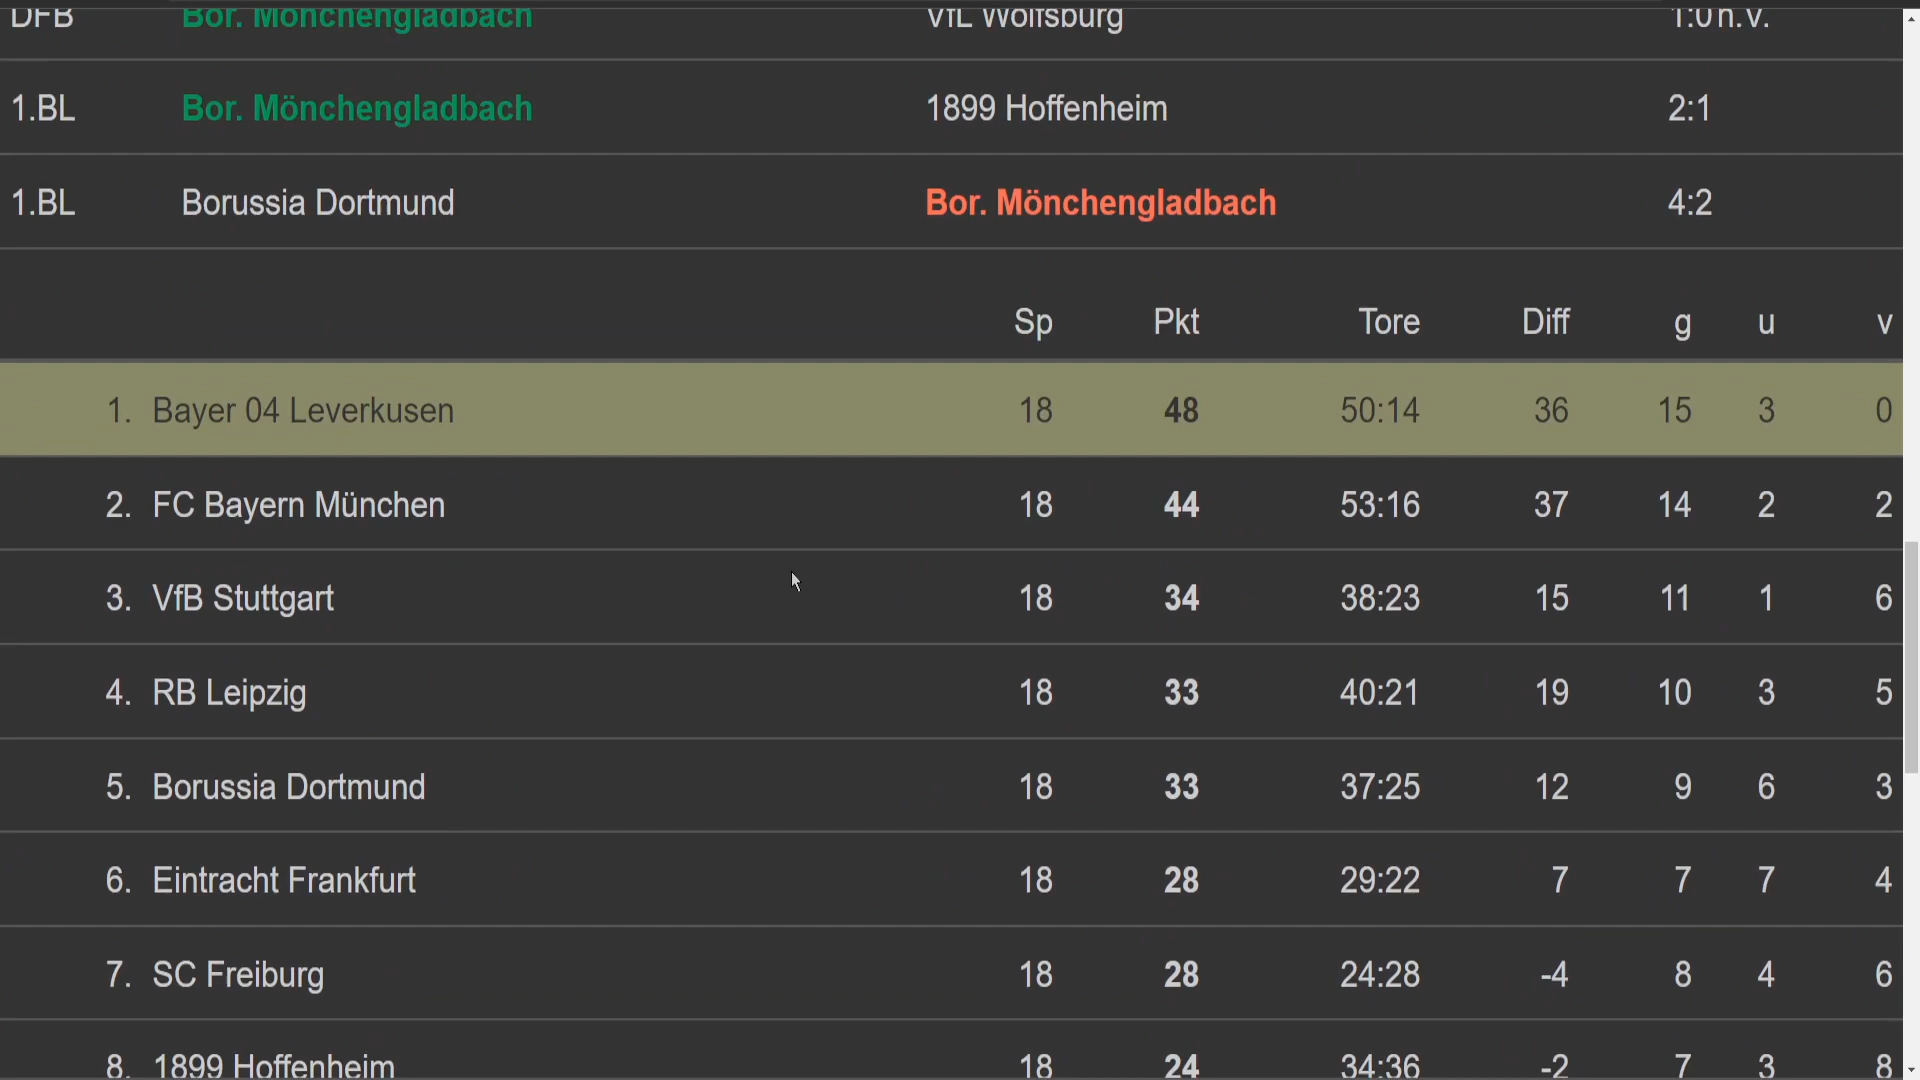 DFB Bor. Mönchengladbach VfL Wolfsburg 1:0 n.V.
1.BL Bor. Mönchengladbach 1899 Hoffenheim 2:1
1.BL Borussia Dortmund Bor. Mönchengladbach 4:2
Sp Pkt Tore Diff g u v
1. Bayer 04 Leverkusen 18 48 50:14 36 15 3 0
2. FC Bayern München 18 44 53:16 37 14 2 2
3. VfB Stuttgart 18 34 38:23 15 11 1 6
4. RB Leipzig 18 33 40:21 19 10 3 5
5. Borussia Dortmund 18 33 37:25 12 9 6 3
6. Eintracht Frankfurt 18 28 29:22 7 7 7 4
7. SC Freiburg 18 28 24:28 -4 8 4 6
8. 1899 Hoffenheim 18 24 34:36 -2 7 3 8